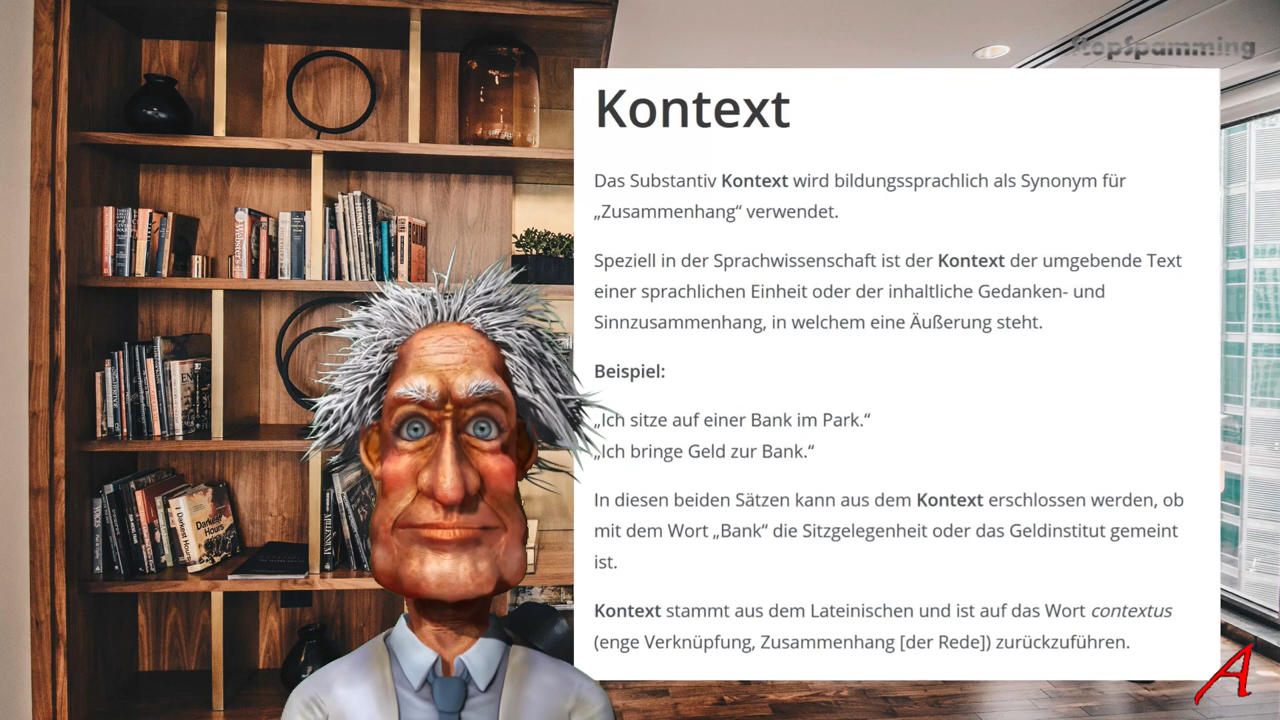 StopSpamming
Kontext
Das Substantiv Kontext wird bildungssprachlich als Synonym für
„Zusammenhang“ verwendet.
Speziell in der Sprachwissenschaft ist der Kontext der umgebende Text
einer sprachlichen Einheit oder der inhaltliche Gedanken- und
Sinnzusammenhang, in welchem eine Äußerung steht.
Beispiel:
„Ich sitze auf einer Bank im Park.“
„Ich bringe Geld zur Bank.“
In diesen beiden Sätzen kann aus dem Kontext erschlossen werden, ob
mit dem Wort „Bank“ die Sitzgelegenheit oder das Geldinstitut gemeint
ist.
Kontext stammt aus dem Lateinischen und ist auf das Wort contextus
(enge Verknüpfung, Zusammenhang [der Rede]) zurückzuführen.
Darkest
Hours
A